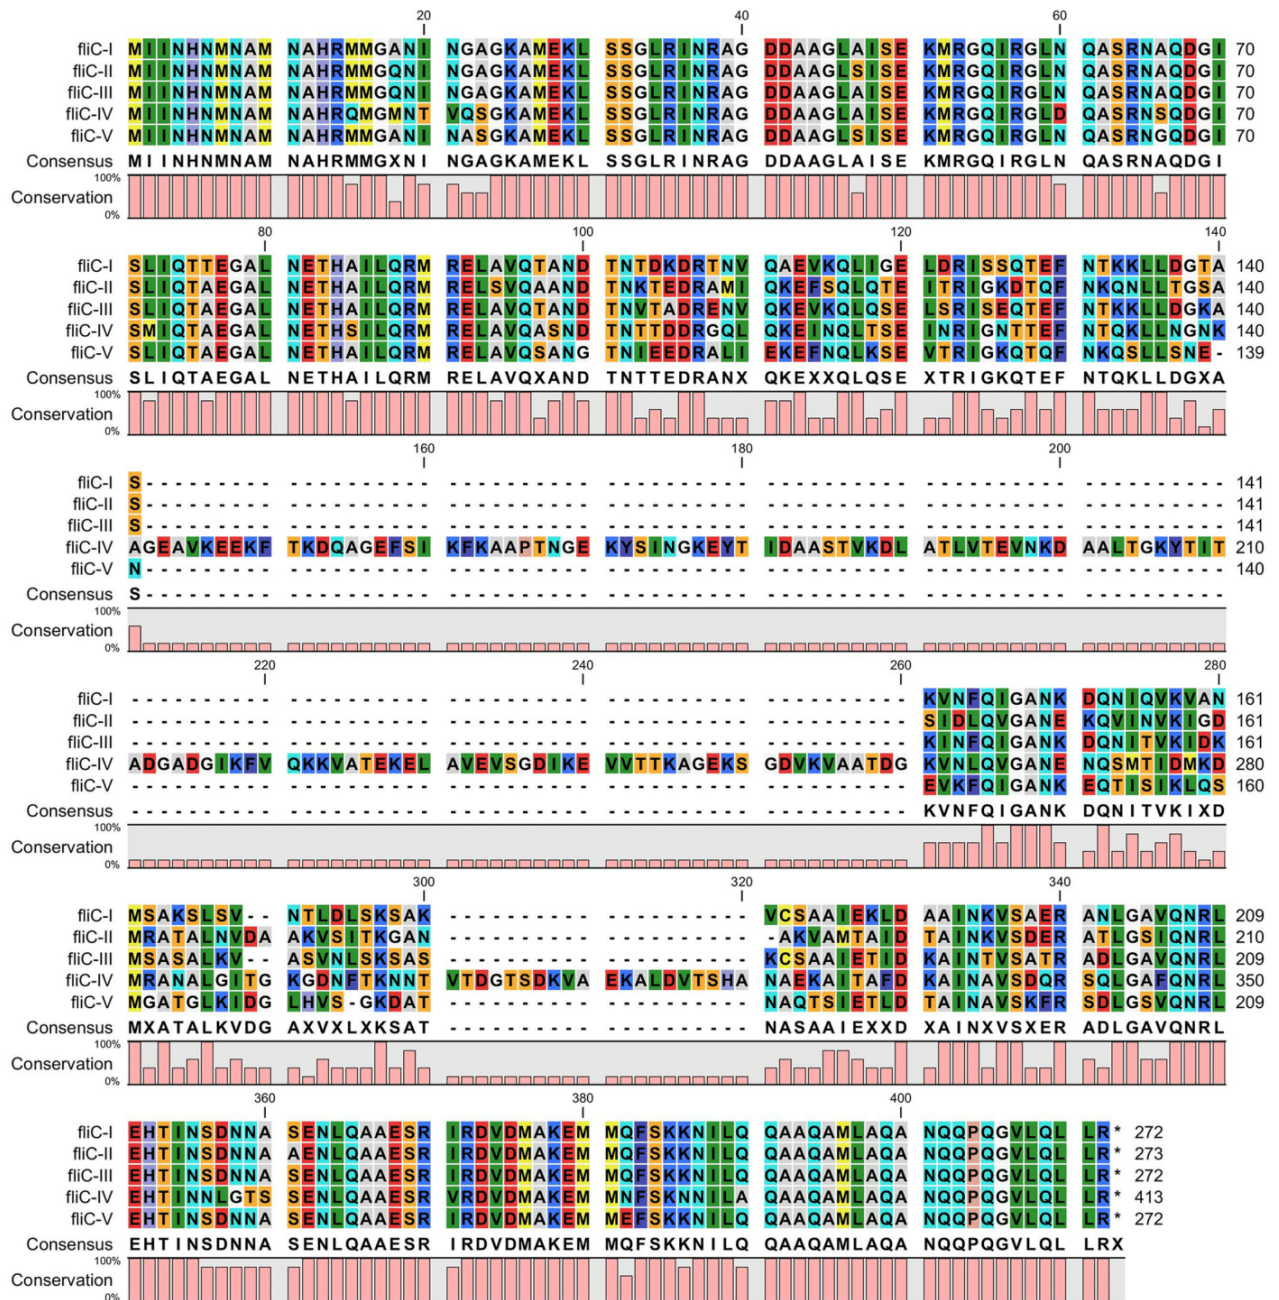 20 40 60
fliC-I MIINHNMNAM NAHRMMGANI NGAGKAMEKL SSGLRINRAG DDAAGLAISE KMRGQIRGLN QASRNAQDGI 70
fliC-II MIINHNMNAM NAHRMMGQNI NGAGKAMEKL SSGLRINRAG DDAAGLSISE KMRGQIRGLN QASRNAQDGI 70
fliC-III MIINHNMNAM NAHRMMGQNI NGAGKAMEKL SSGLRINRAG DDAAGLAISE KMRGQIRGLN QASRNAQDGI 70
fliC-IV MIINHNMNAM NAHRQMGMNT VQSGKAMEKL SSGLRINRAG DDAAGLAISE KMRGQIRGLD QASRNSQDGI 70
fliC-V MIINHNMNAM NAHRMMGANI NASGKAMEKL SSGLRINRAG DDAAGLSISE KMRGQIRGLN QASRNGQDGI 70
Consensus MIINHNMNAM NAHRMMGXNI NGAGKAMEKL SSGLRINRAG DDAAGLAISE KMRGQIRGLN QASRNAQDGI
100%
Conservation
0%
80 100 120 140
fliC-I SLIQTTEGAL NETHAILQRM RELAVQTAND TNTDKDRTNV QAEVKQLIGE LDRISSQTEF NTKKLLDGTA 140
fliC-II SLIQTAEGAL NETHAILQRM RELSVQAAND TNKTEDRAMI QKEFSQLQTE ITRIGKDTQF NKQNLLTGSA 140
fliC-III SLIQTAEGAL NETHAILQRM RELAVQTAND TNVTADRENV QKEVKQLQSE LSRISEQTEF NTKKLLDGKA 140
fliC-IV SMIQTAEGAL NETHSILQRM RELAVQASND TNTTDDRGQL QKEINQLTSE INRIGNTTEF NTQKLLNGNK 140
fliC-V SLIQTAEGAL NETHAILQRM RELAVQSANG TNIEEDRALI EKEFNQLKSE VTRIGKQTQF NKQSLLSNE- 139
Consensus SLIQTAEGAL NETHAILQRM RELAVQXAND TNTTEDRANX QKEXXQLQSE XTRIGKQTEF NTQKLLDGXA
100%
Conservation
0%
160 180 200
fliC-I S--------- ---------- ---------- ---------- ---------- ---------- ---------- 141
fliC-II S--------- ---------- ---------- ---------- ---------- ---------- ---------- 141
fliC-III S--------- ---------- ---------- ---------- ---------- ---------- ---------- 141
fliC-IV AGEAVKEEKF TKDQAGEFSI KFKAAPTNGE KYSINGKEYT IDAASTVKDL ATLVTEVNKD AALTGKYTIT 210
fliC-V N--------- ---------- ---------- ---------- ---------- ---------- ---------- 140
Consensus S--------- ---------- ---------- ---------- ---------- ---------- ----------
100%
Conservation
0%
220 240 260 280
fliC-I ---------- ---------- ---------- ---------- ---------- KVNFQIGANK DQNIQVKVAN 161
fliC-II ---------- ---------- ---------- ---------- ---------- SIDLQVGANE KQVINVKIGD 161
fliC-III ---------- ---------- ---------- ---------- ---------- KINFQIGANK DQNITVKIDK 161
fliC-IV ADGADGIKFV QKKVATEKEL AVEVSGDIKE VVTTKAGEKS GDVKVAATDG KVNLQVGANE NQSMTIDMKD 280
fliC-V ---------- ---------- ---------- ---------- ---------- EVKFQIGANK EQTISIKLQS 160
Consensus ---------- ---------- ---------- ---------- ---------- KVNFQIGANK DQNITVKIXD
100%
Conservation
0%
300 320 340
fliC-I MSAKSLSV-- NTLDLSKSAK ---------- ---------- VCSAAIEKLD AAINKVSAER ANLGAVQNRL 209
fliC-II MRATALNVDA AKVSITKGAN ---------- ---------- -AKVAMTAID TAINKVSDER ATLGSIQNRL 210
fliC-III MSASALKV-- ASVNLSKSAS ---------- ---------- KCSAAIETID KAINTVSATR ADLGAVQNRL 209
fliC-IV MRANALGITG KGDNFTKNNT VTDGTSDKVA EKALDVTSHA NAEKAITAFD KAINAVSDQR SQLGAFQNRL 350
fliC-V MGATGLKIDG LHVS-GKDAT ---------- ---------- NAQTSIETLD TAINAVSKFR SDLGSVQNRL 209
Consensus MXATALKVDG AXVXLXKSAT ---------- ---------- NASAAIEXXD XAINXVSXER ADLGAVQNRL
100%
Conservation
0%
360 380 400
fliC-I EHTINSDNNA SENLQAAESR IRDVDMAKEM MQFSKKNILQ QAAQAMLAQA NQQPQGVLQL LR* 272
fliC-II EHTINSDNNA AENLQAAESR IRDVDMAKEM MQFSKKNILQ QAAQAMLAQA NQQPQGVLQL LR* 273
fliC-III EHTINSDNNA SENLQAAESR IRDVDMAKEM MQFSKKNILQ QAAQAMLAQA NQQPQGVLQL LR* 272
fliC-IV EHTINNLGTS SENLQAAESR VRDVDMAKEM MNFSKNNILA QAAQAMLAQA NQQPQGVLQL LR* 413
fliC-V EHTINSDNNA SENLQAAESR IRDVDMAKEM MEFSKKNILQ QAAQAMLAQA NQQPQGVLQL LR* 272
Consensus EHTINSDNNA SENLQAAESR IRDVDMAKEM MQFSKKNILQ QAAQAMLAQA NQQPQGVLQL LRX
100%
Conservation
0%